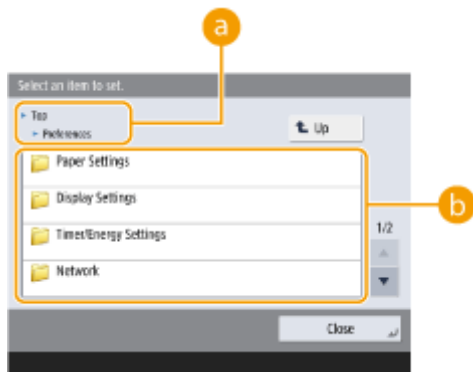 a
Select an item to set.
Top
Preferences
Up
Paper Settings
Display Settings
Timer/Energy Settings
Network
b
1/2
Close